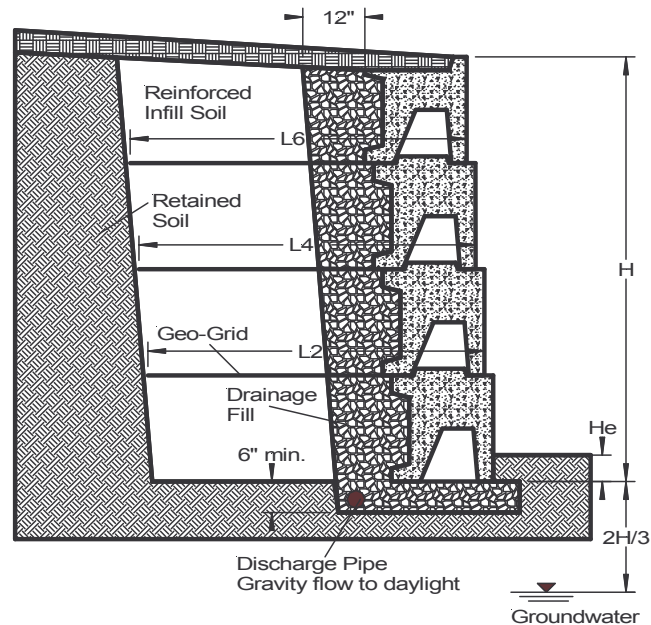 12"
Reinforced
Infill Soil
L6
Retained
Soil
L4
H
Geo-Grid
L2
Drainage
Fill
He
6" min.
2H/3
Discharge Pipe
Gravity flow to daylight
Groundwater